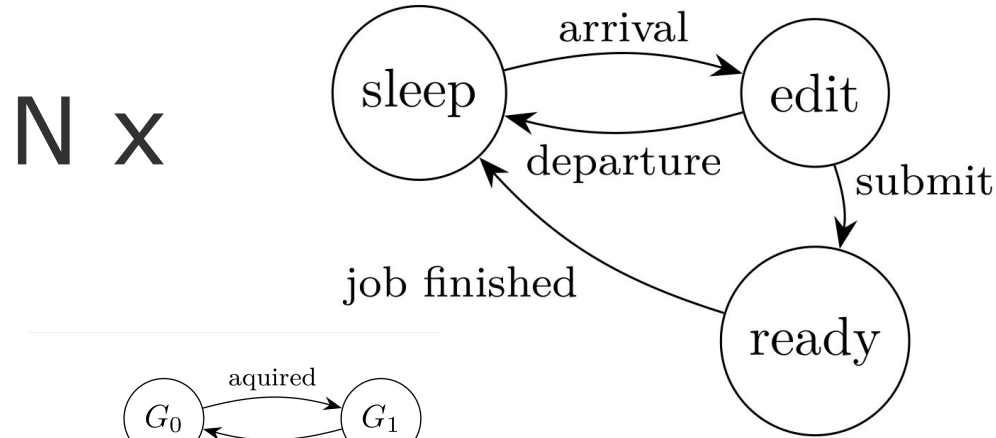 N x
arrival
sleep
edit
departure
submit
job finished
ready
aquired
G₀
G₁